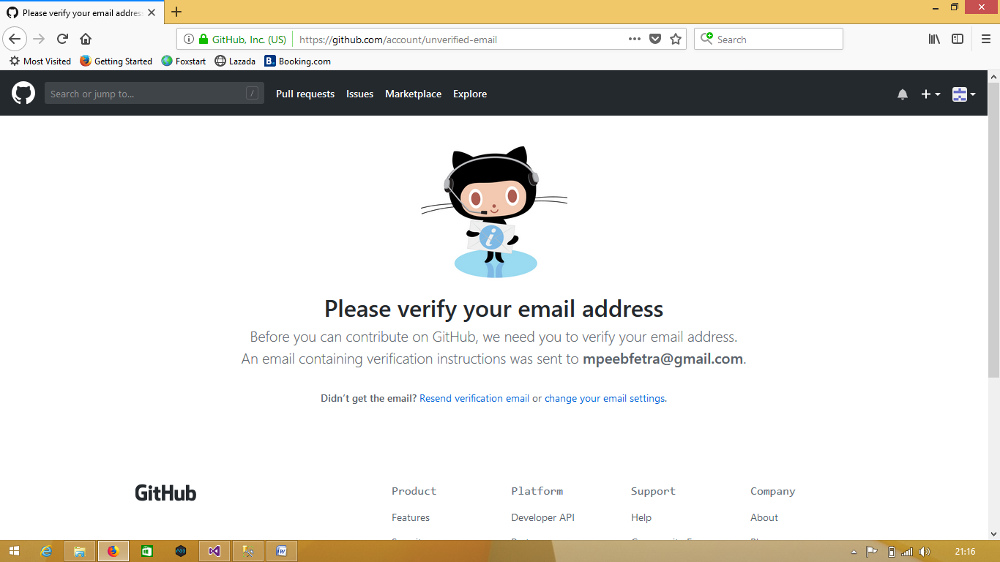 Please verify your email address
GitHub, Inc. (US)
https://github.com/account/unverified-email
Search
Most Visited
Getting Started
Foxstart
Lazada
B.
Booking.com
Search or jump to...
/
Pull requests
Issues
Marketplace
Explore
i
Please verify your email address
Before you can contribute on GitHub, we need you to verify your email address.
An email containing verification instructions was sent to mpeebfetra@gmail.com.
Didn't get the email? Resend verification email or change your email settings.
GitHub
Product
Platform
Support
Company
Features
Developer API
Help
About
nox
21:16